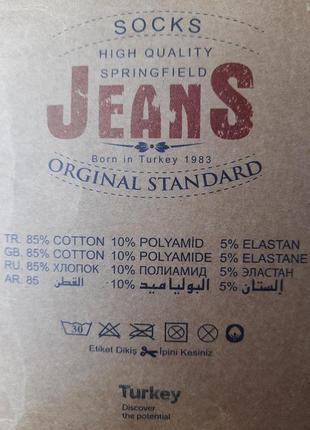 SOCKS
HIGH QUALITY
SPRINGFIELD
JEANS
Born in Turkey 1983
ORGINAL STANDARD
TR. 85% COTTON 10% POLYAMİD 5% ELASTAN
GB. 85% COTTON 10% POLYAMIDE 5% ELASTANE
RU. 85% ХЛОПОК 10% ПОЛИАМИД 5% ЭЛАСТАН
AR. 85 القطن 10% البولياميد 5% إلستان
30
Etiket Dikiş İpini Kesiniz
Turkey
Discover
the potential